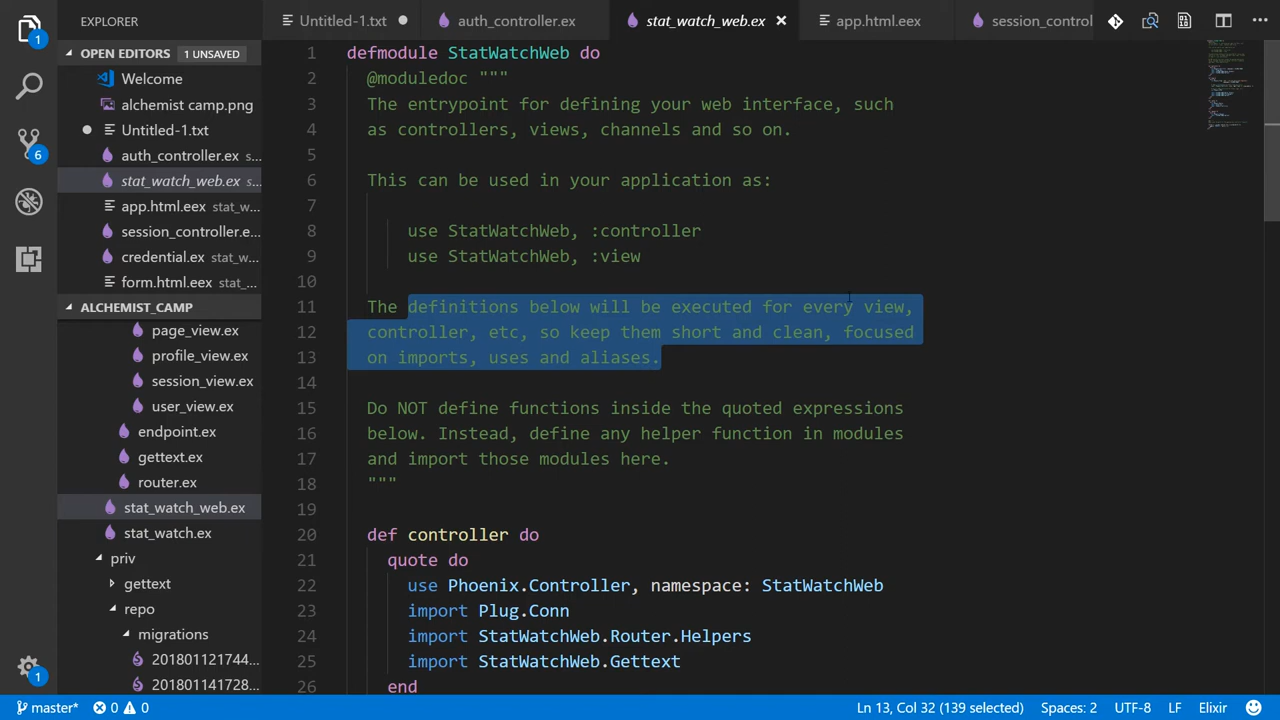 EXPLORER
OPEN EDITORS 1 UNSAVED
Welcome
alchemist camp.png
Untitled-1.txt
auth_controller.ex s...
stat_watch_web.ex s...
app.html.eex stat_w...
session_controller.e...
credential.ex stat_w...
form.html.eex stat_...
ALCHEMIST_CAMP
page_view.ex
profile_view.ex
session_view.ex
user_view.ex
endpoint.ex
gettext.ex
router.ex
stat_watch_web.ex
stat_watch.ex
priv
gettext
repo
migrations
201801121744...
201801141728...
1
6
1
Untitled-1.txt
auth_controller.ex
stat_watch_web.ex
app.html.eex
session_control
1 defmodule StatWatchWeb do
2 @moduledoc """
3 The entrypoint for defining your web interface, such
4 as controllers, views, channels and so on.
5
6 This can be used in your application as:
7
8 use StatWatchWeb, :controller
9 use StatWatchWeb, :view
10
11 The definitions below will be executed for every view,
12 controller, etc, so keep them short and clean, focused
13 on imports, uses and aliases.
14
15 Do NOT define functions inside the quoted expressions
16 below. Instead, define any helper function in modules
17 and import those modules here.
18 """
19
20 def controller do
21 quote do
22 use Phoenix.Controller, namespace: StatWatchWeb
23 import Plug.Conn
24 import StatWatchWeb.Router.Helpers
25 import StatWatchWeb.Gettext
26 end
master* 0 0
Ln 13, Col 32 (139 selected) Spaces: 2 UTF-8 LF Elixir